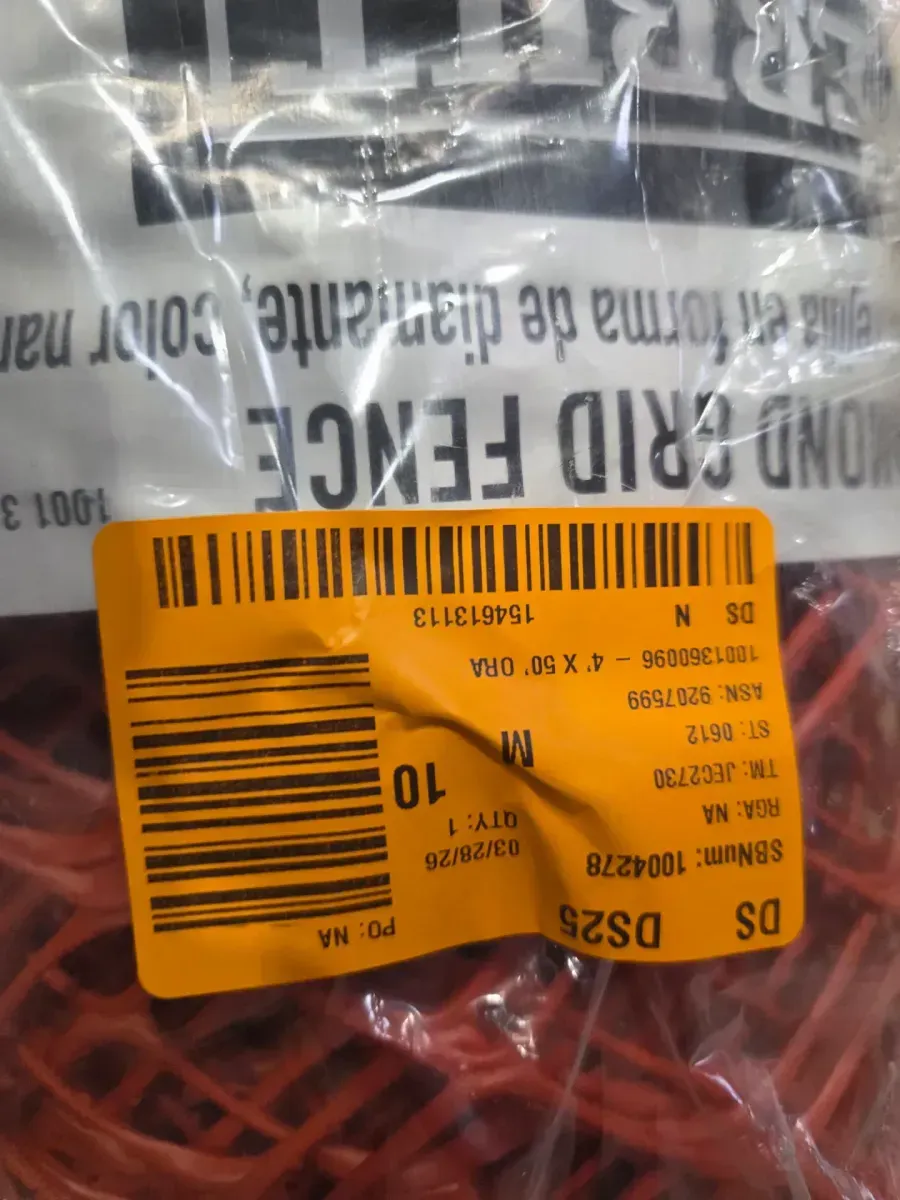 DS DS25 PO: NA
SBNum: 1004278 03/28/26
RGA: NA QTY: 1
TM: JEC2730 10
ST: 0612 M
ASN: 9207599
1001360096 – 4' X 50' ORA
DS N 154613113
MOND GRID FENCE 1001 3
ejilla en forma de diamante, color nar